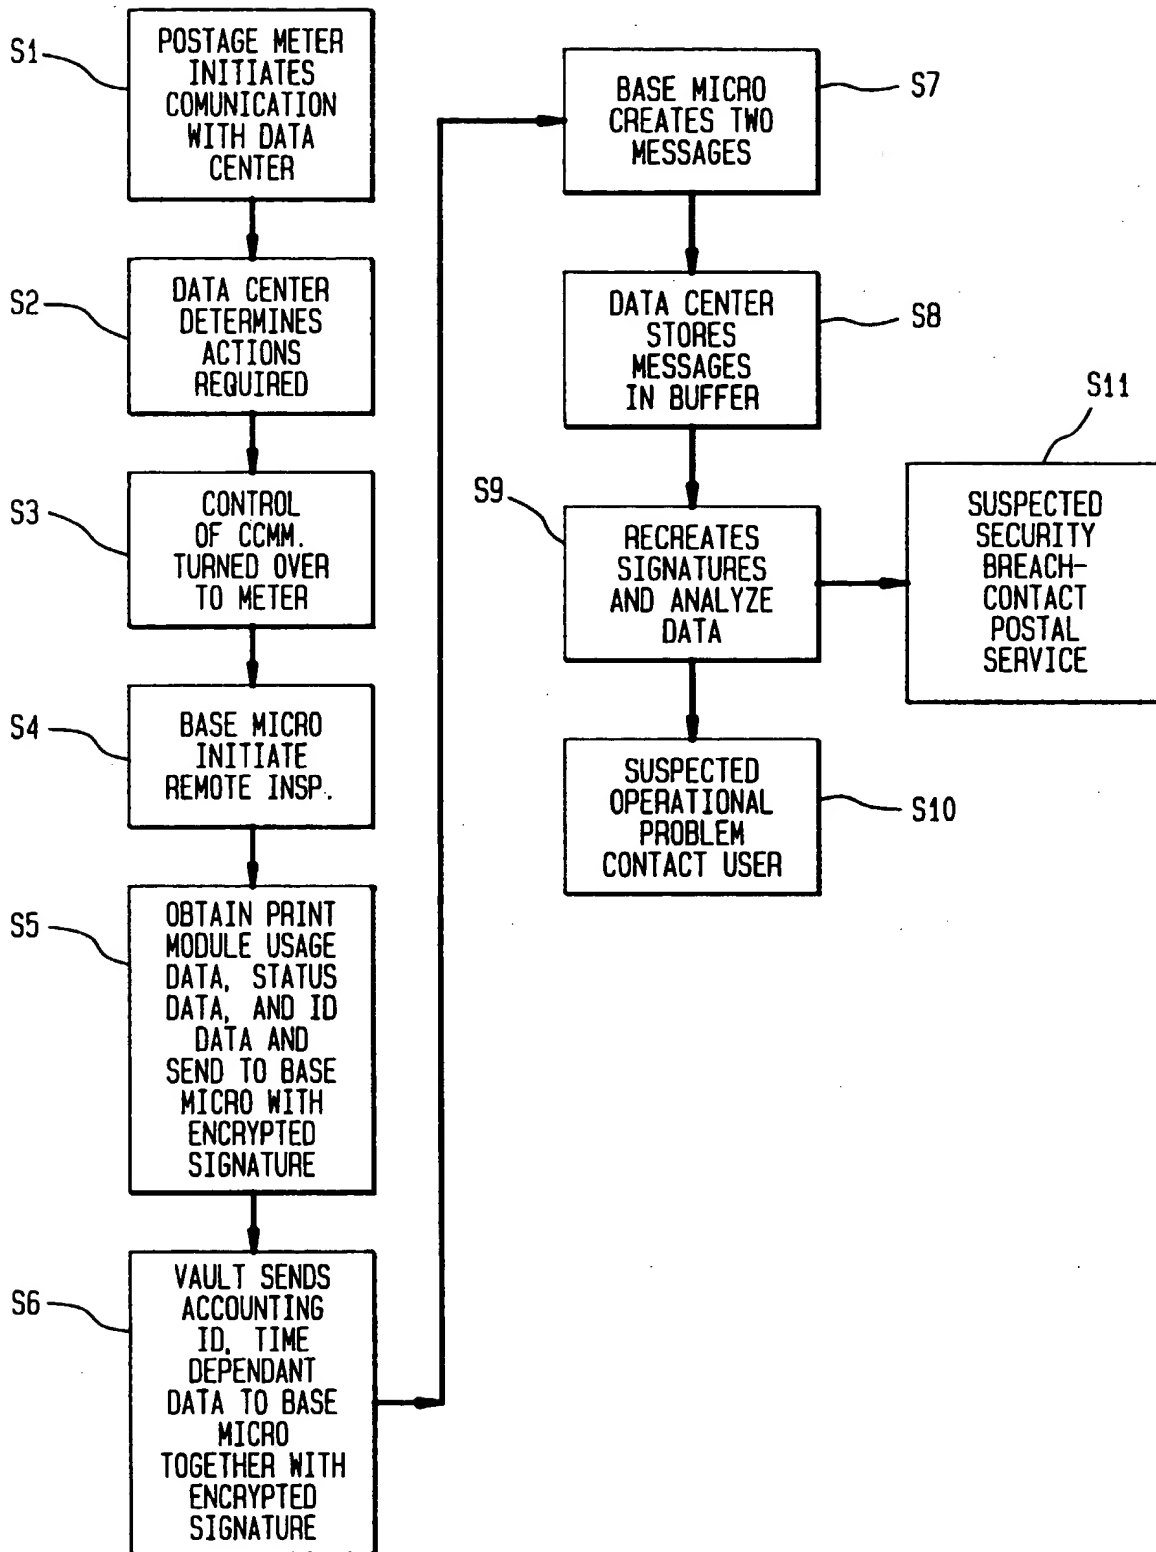 S1
POSTAGE METER
INITIATES
COMUNICATION
WITH DATA
CENTER
S2
DATA CENTER
DETERMINES
ACTIONS
REQUIRED
S3
CONTROL
OF CCMM.
TURNED OVER
TO METER
S4
BASE MICRO
INITIATE
REMOTE INSP.
S5
OBTAIN PRINT
MODULE USAGE
DATA, STATUS
DATA, AND ID
DATA AND
SEND TO BASE
MICRO WITH
ENCRYPTED
SIGNATURE
S6
VAULT SENDS
ACCOUNTING
ID, TIME
DEPENDANT
DATA TO BASE
MICRO
TOGETHER WITH
ENCRYPTED
SIGNATURE
S7
BASE MICRO
CREATES TWO
MESSAGES
S8
DATA CENTER
STORES
MESSAGES
IN BUFFER
S9
RECREATES
SIGNATURES
AND ANALYZE
DATA
S10
SUSPECTED
OPERATIONAL
PROBLEM
CONTACT USER
S11
SUSPECTED
SECURITY
BREACH-
CONTACT
POSTAL
SERVICE